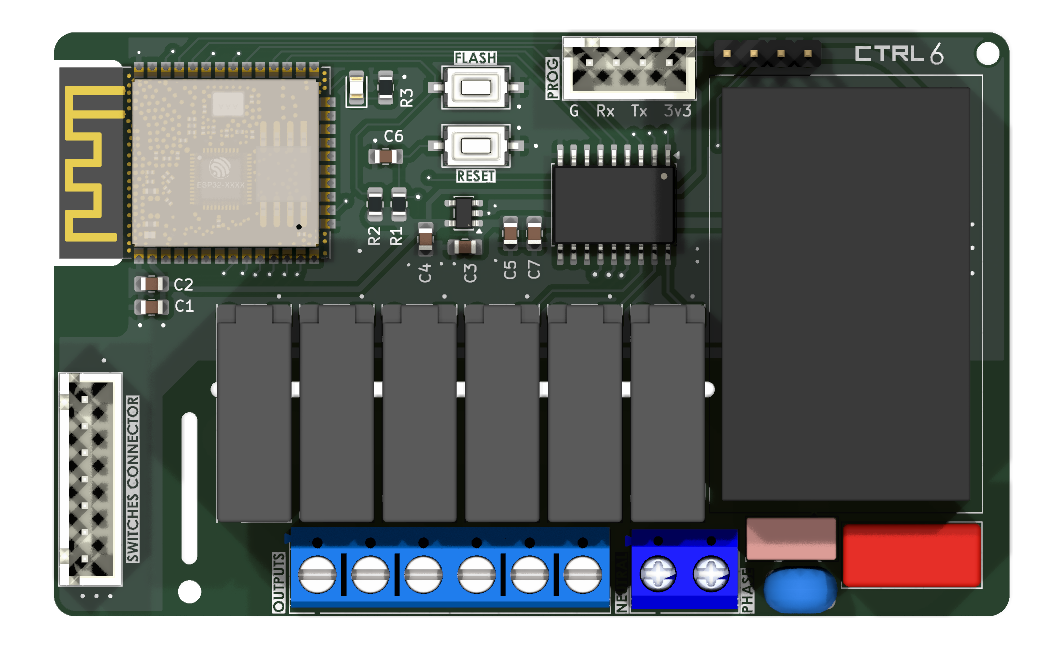 FLASH
PROG
CTRL 6
R3
G Rx Tx 3v3
C6
RESET
R2
R1
C4
C3
C5
C7
C2
C1
SWITCHES CONNECTOR
OUTPUTS